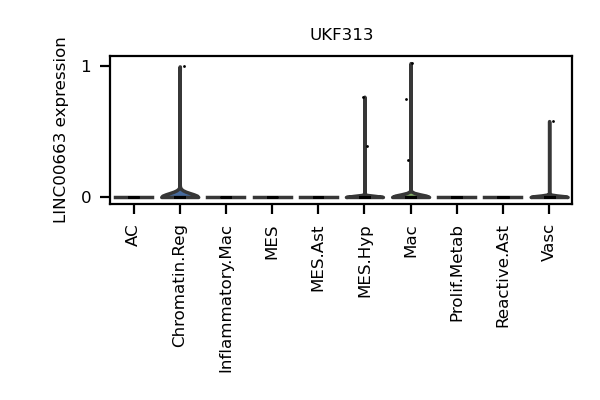 UKF313
LINC00663 expression
1
0
AC
Chromatin.Reg
Inflammatory.Mac
MES
MES.Ast
MES.Hyp
Mac
Prolif.Metab
Reactive.Ast
Vasc